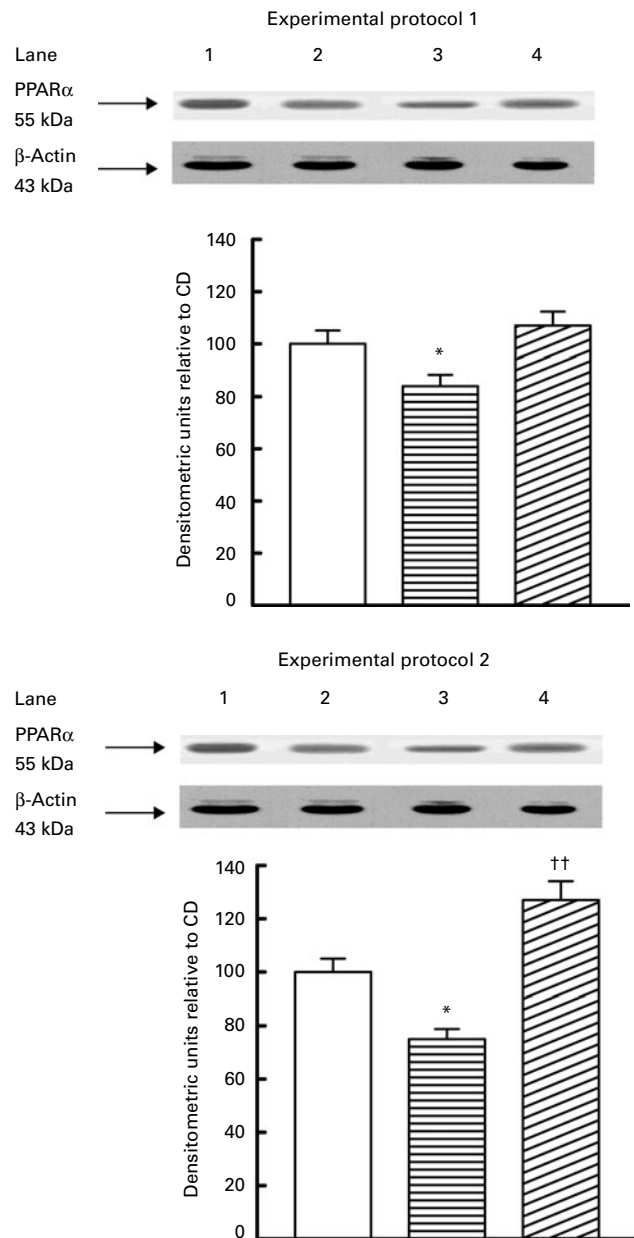 Experimental protocol 1
Lane 1 2 3 4
PPARα
55 kDa
β-Actin
43 kDa
Densitometric units relative to CD
140
120
100
80
60
40
20
0
*
Experimental protocol 2
Lane 1 2 3 4
PPARα
55 kDa
β-Actin
43 kDa
Densitometric units relative to CD
140
120
100
80
60
40
20
0
*
††